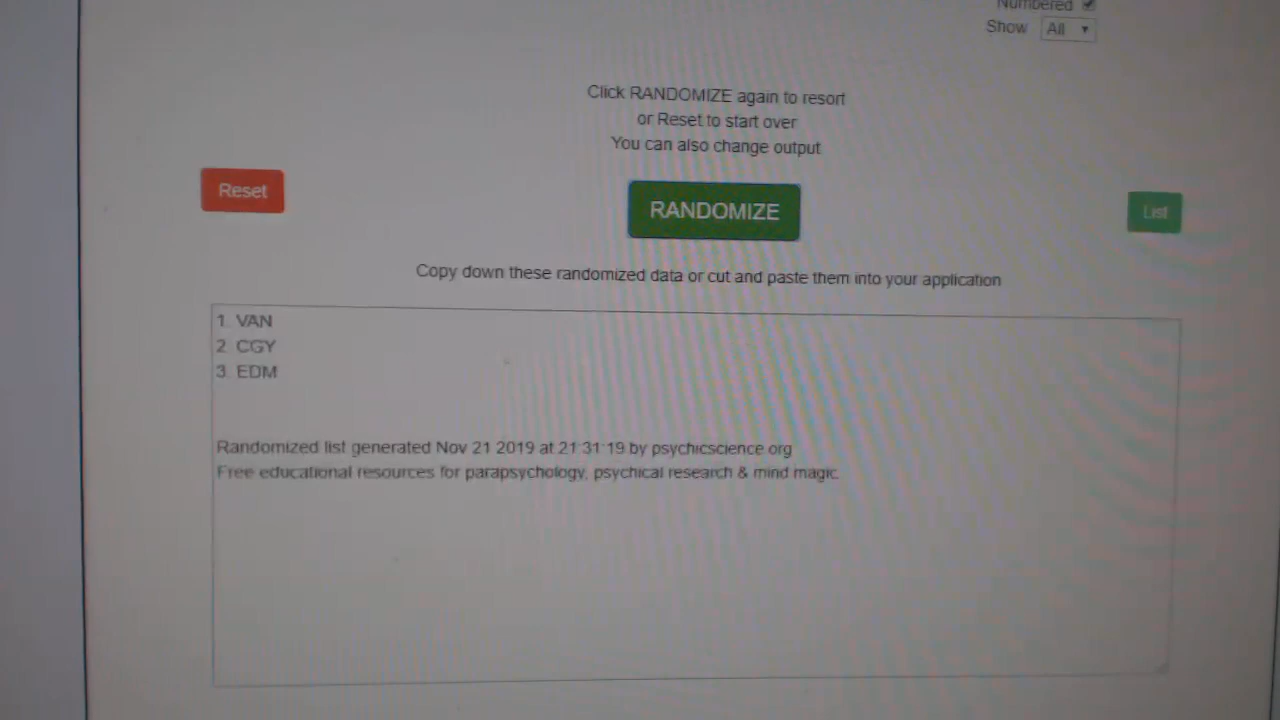 Numbered
Show All
Click RANDOMIZE again to resort
or Reset to start over
You can also change output
Reset
RANDOMIZE
List
Copy down these randomized data or cut and paste them into your application
1. VAN
2. CGY
3. EDM
Randomized list generated Nov 21 2019 at 21:31:19 by psychicscience.org
Free educational resources for parapsychology, psychical research & mind magic.